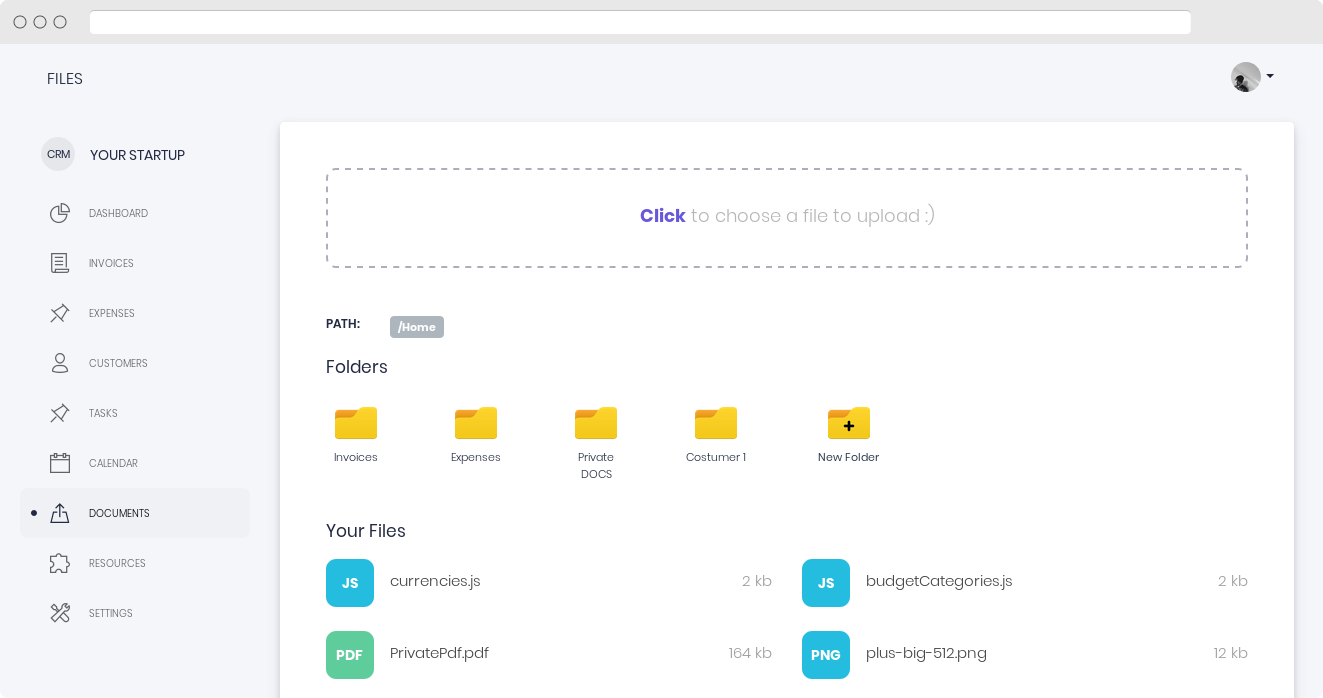 FILES
CRM YOUR STARTUP
DASHBOARD
INVOICES
EXPENSES
CUSTOMERS
TASKS
CALENDAR
DOCUMENTS
RESOURCES
SETTINGS
Click to choose a file to upload :)
PATH: /Home
Folders
Invoices
Expenses
Private
DOCS
Costumer 1
New Folder
Your Files
JS currencies.js 2 kb
JS budgetCategories.js 2 kb
PDF PrivatePdf.pdf 164 kb
PNG plus-big-512.png 12 kb